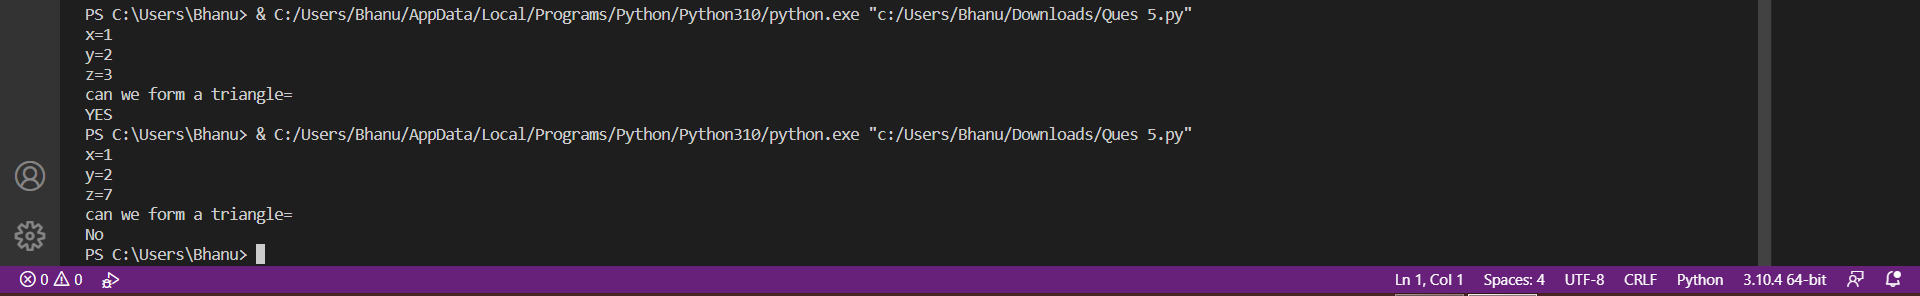 PS C:\Users\Bhanu> & C:/Users/Bhanu/AppData/Local/Programs/Python/Python310/python.exe "c:/Users/Bhanu/Downloads/Ques 5.py"
x=1
y=2
z=3
can we form a triangle=
YES
PS C:\Users\Bhanu> & C:/Users/Bhanu/AppData/Local/Programs/Python/Python310/python.exe "c:/Users/Bhanu/Downloads/Ques 5.py"
x=1
y=2
z=7
can we form a triangle=
No
PS C:\Users\Bhanu>
0 0 Ln 1, Col 1 Spaces: 4 UTF-8 CRLF Python 3.10.4 64-bit